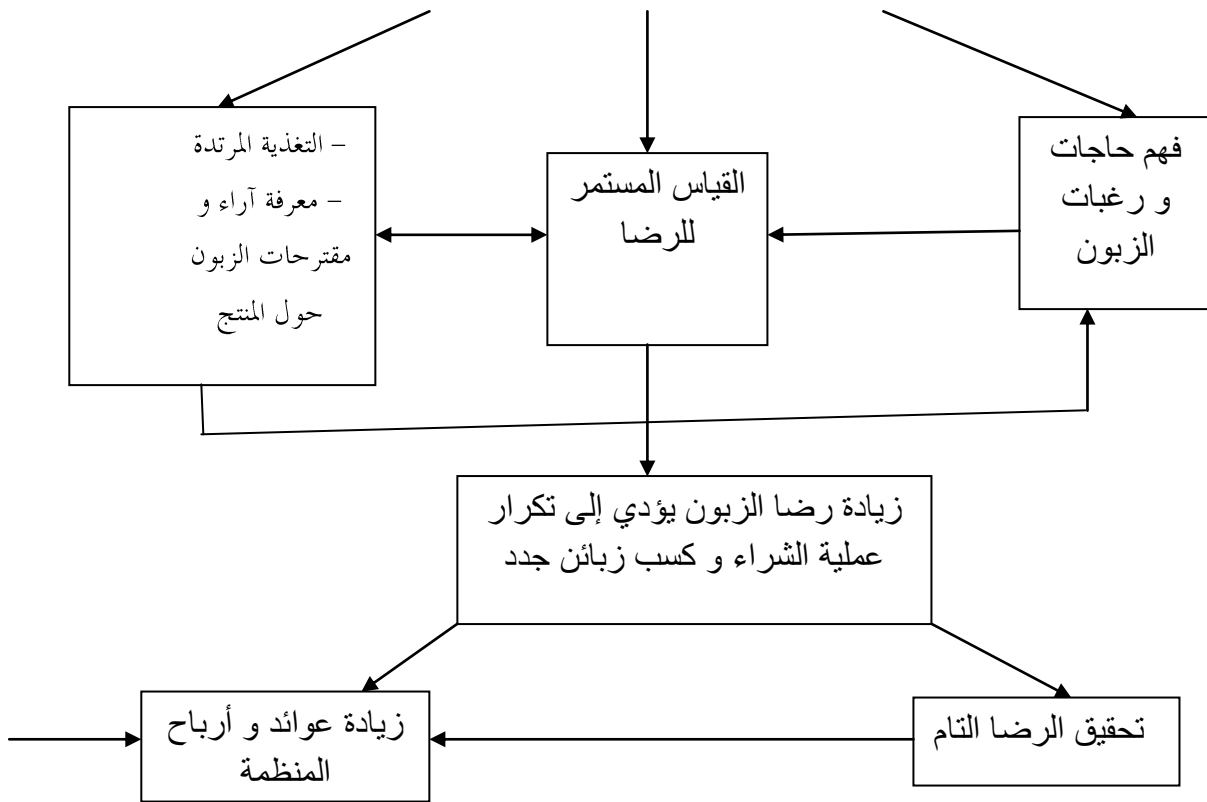 فهم حاجات
و رغبات
الزبون
القياس المستمر
للرضا
– التغذية المرتدة
– معرفة آراء و
مقترحات الزبون
حول المنتج
زيادة رضا الزبون يؤدي إلى تكرار
عملية الشراء و كسب زبائن جدد
تحقيق الرضا التام
زيادة عوائد و أرباح
المنظمة